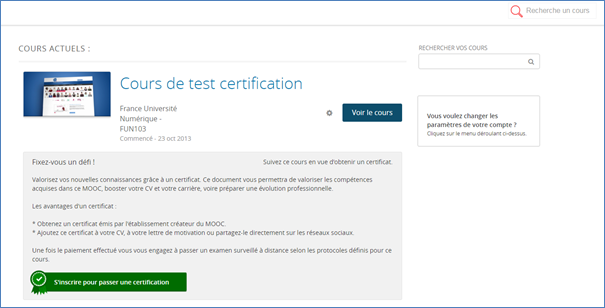 Recherche un cours
COURS ACTUELS :
RECHERCHER VOS COURS
Cours de test certification
France Université
Numérique -
FUN103
Commencé - 23 oct 2013
Voir le cours
Vous voulez changer les
paramètres de votre compte ?
Cliquez sur le menu déroulant ci-dessus.
Fixez-vous un défi !
Suivez ce cours en vue d'obtenir un certificat.
Valorisez vos nouvelles connaissances grâce à un certificat. Ce document vous permettra de valoriser les compétences
acquises dans ce MOOC, booster votre CV et votre carrière, voire préparer une évolution professionnelle.
Les avantages d'un certificat :
* Obtenez un certificat émis par l'établissement créateur du MOOC.
* Ajoutez ce certificat à votre CV, à votre lettre de motivation ou partagez-le directement sur les réseaux sociaux.
Une fois le paiement effectué vous vous engagez à passer un examen surveillé à distance selon les protocoles définis pour ce
cours.
S'inscrire pour passer une certification